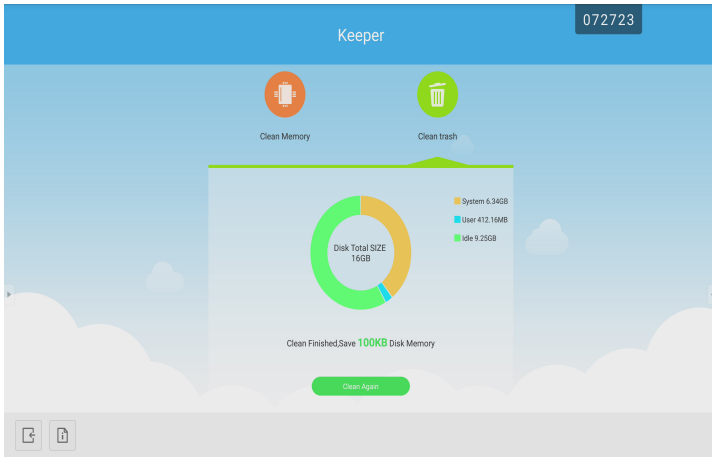 072723
Keeper
Clean Memory
Clean trash
System 6.34GB
User 412.16MB
Idle 9.25GB
Disk Total SIZE
16GB
Clean Finished,Save 100KB Disk Memory
Clean Again